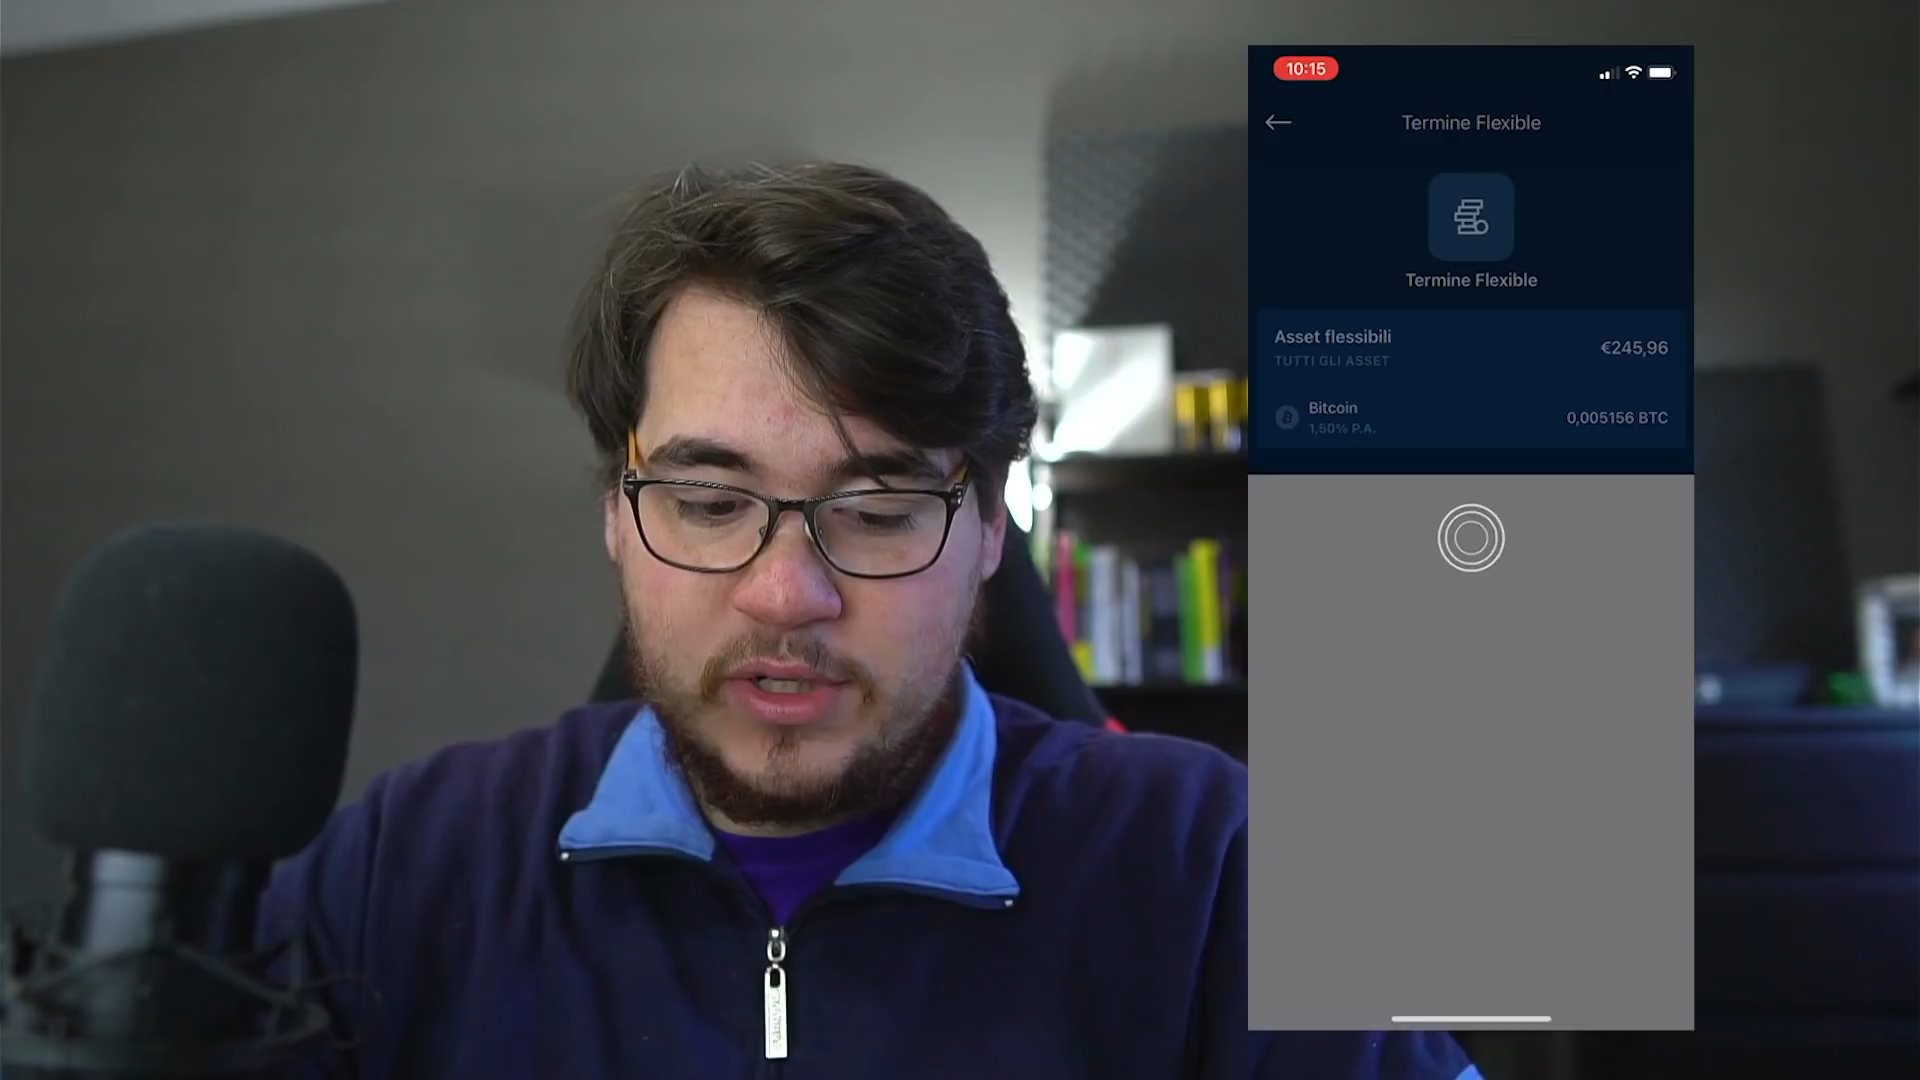 10:15
Termine Flexible
Termine Flexible
Asset flessibili
€245,96
TUTTI GLI ASSET
Bitcoin
0,005156 BTC
1,50% P.A.